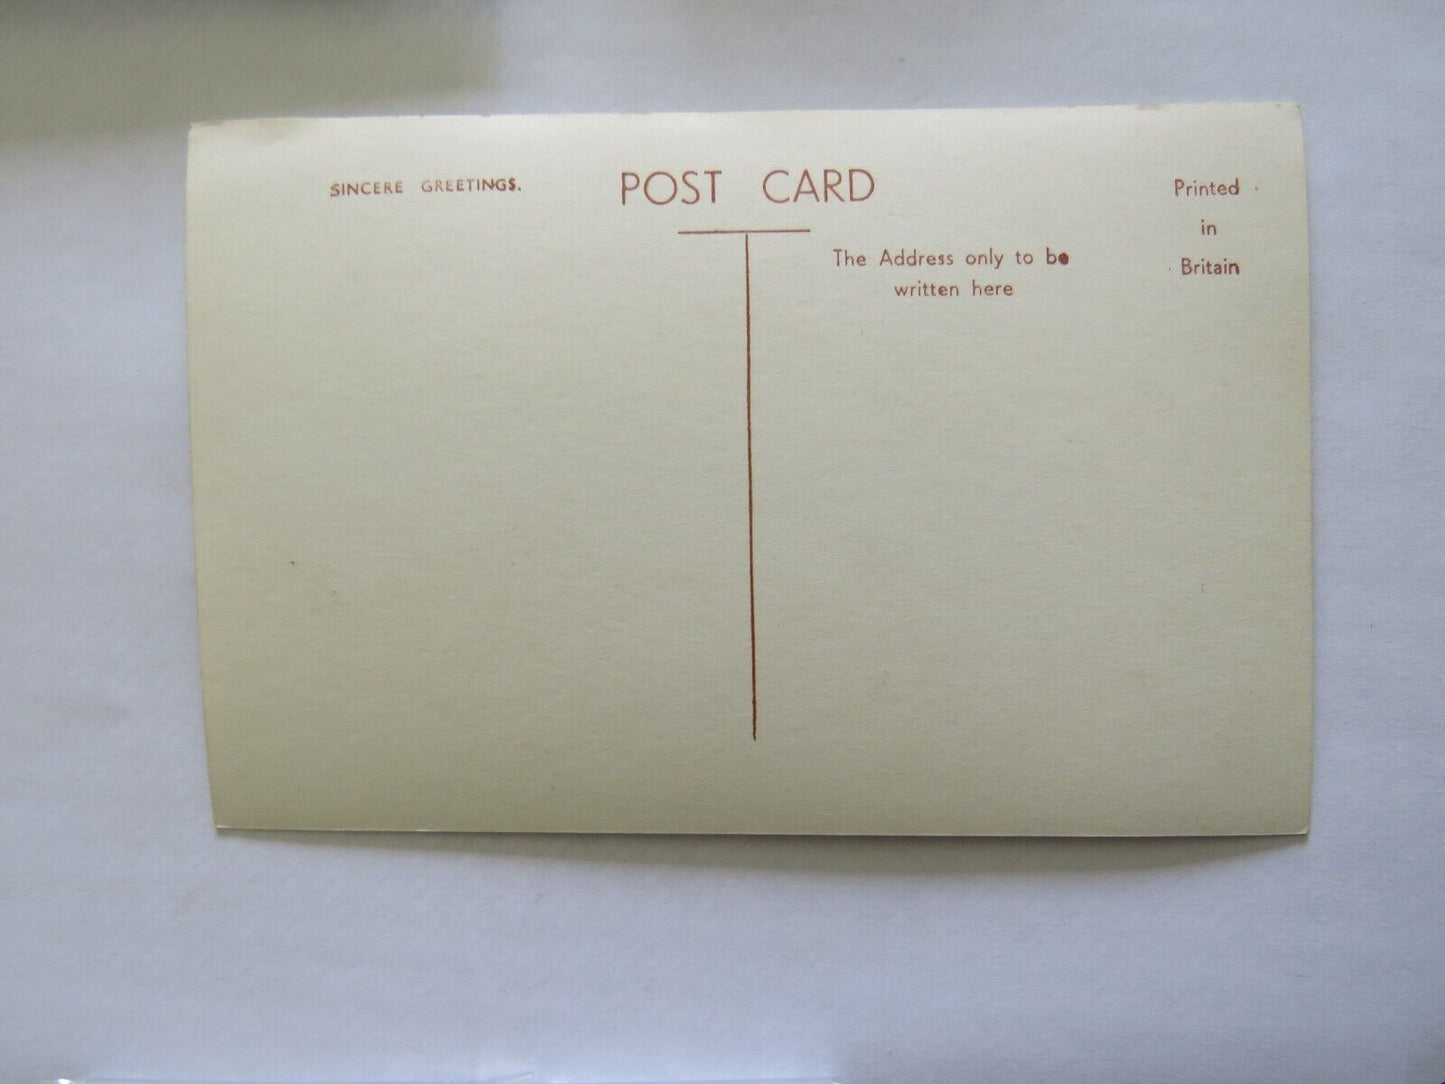 SINCERE GREETINGS.
POST CARD
The Address only to be
written here
Printed
in
Britain